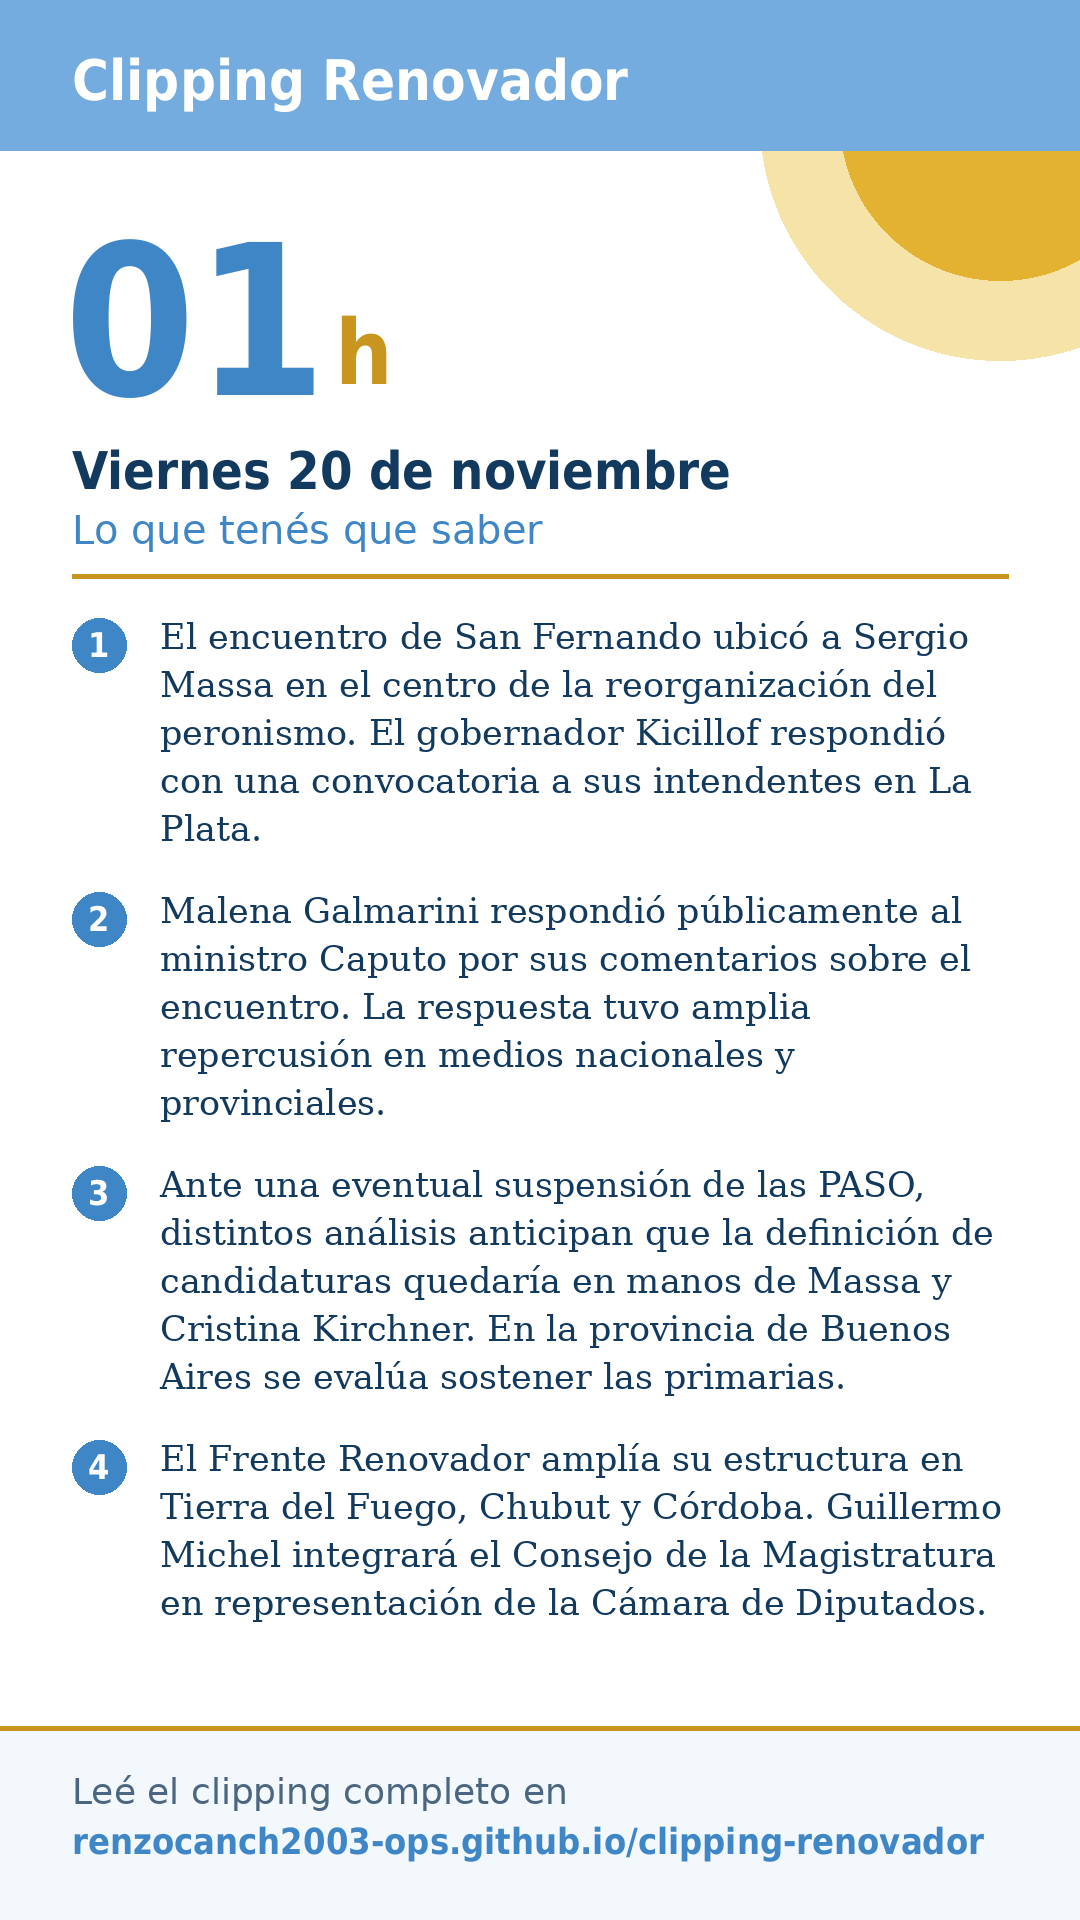 Clipping Renovador
01 h
Viernes 20 de noviembre
Lo que tenés que saber
1 El encuentro de San Fernando ubicó a Sergio
Massa en el centro de la reorganización del
peronismo. El gobernador Kicillof respondió
con una convocatoria a sus intendentes en La
Plata.
2 Malena Galmarini respondió públicamente al
ministro Caputo por sus comentarios sobre el
encuentro. La respuesta tuvo amplia
repercusión en medios nacionales y
provinciales.
3 Ante una eventual suspensión de las PASO,
distintos análisis anticipan que la definición de
candidaturas quedaría en manos de Massa y
Cristina Kirchner. En la provincia de Buenos
Aires se evalúa sostener las primarias.
4 El Frente Renovador amplía su estructura en
Tierra del Fuego, Chubut y Córdoba. Guillermo
Michel integrará el Consejo de la Magistratura
en representación de la Cámara de Diputados.
Leé el clipping completo en
renzocanch2003-ops.github.io/clipping-renovador